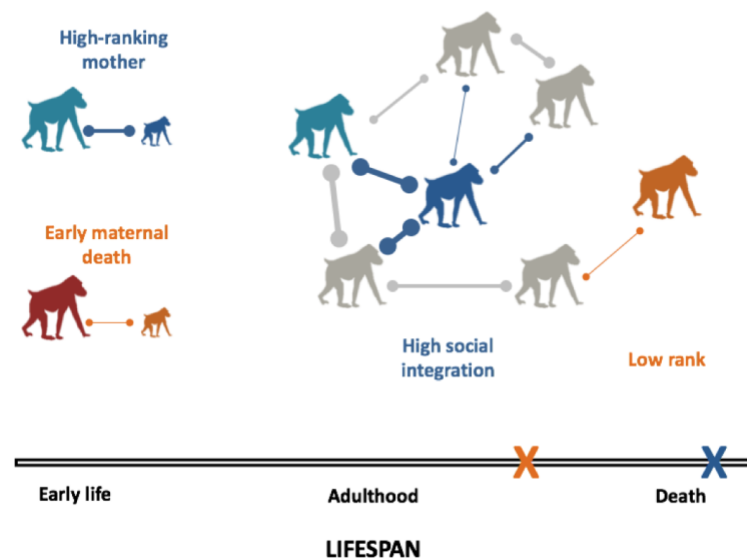 High-ranking
mother
Early maternal
death
High social
integration
Low rank
X
X
Early life
Adulthood
Death
LIFESPAN